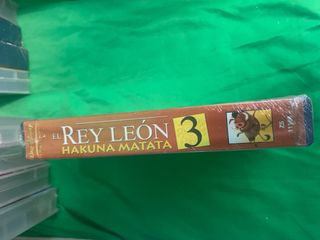 EL REY LEÓN 3
HAKUNA MATATA